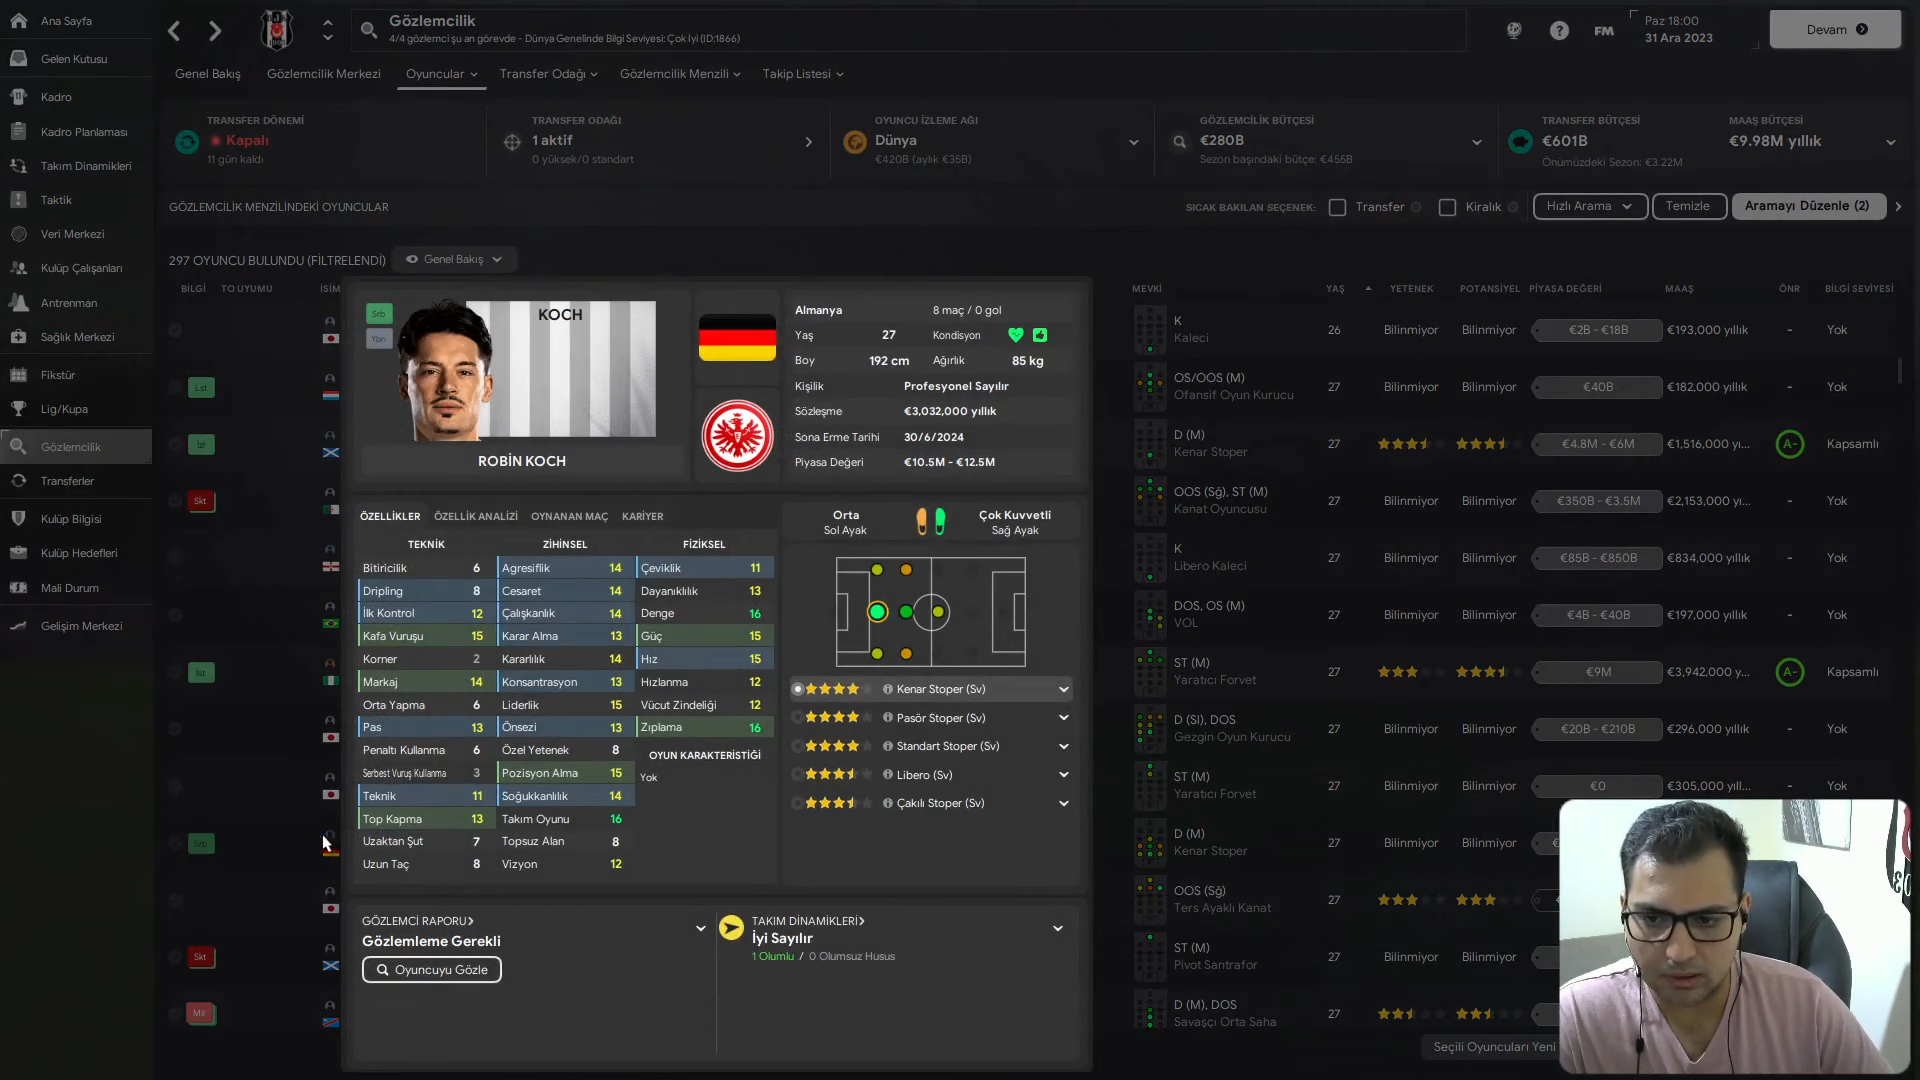 Ana Sayfa
Gelen Kutusu
Kadro
Kadro Planlaması
Takım Dinamikleri
Taktik
Veri Merkezi
Kulüp Çalışanları
Antrenman
Sağlık Merkezi
Fikstür
Lig/Kupa
Gözlemcilik
Transferler
Kulüp Bilgisi
Kulüp Hedefleri
Mali Durum
Gelişim Merkezi
Gözlemcilik
4/4 gözlemci şu an görevde - Dünya Genelinde Bilgi Seviyesi: Çok İyi (ID:1866)
FM
Paz 18:00
31 Ara 2023
Devam
Genel Bakış Gözlemcilik Merkezi Oyuncular Transfer Odağı Gözlemcilik Menzili Takip Listesi
TRANSFER DÖNEMİ
Kapalı
11 gün kaldı
TRANSFER ODAĞI
1 aktif
0 yüksek/0 standart
OYUNCU İZLEME AĞI
Dünya
€420B (aylık €35B)
GÖZLEMCİLİK BÜTÇESİ
€280B
Sezon başındaki bütçe: €455B
TRANSFER BÜTÇESİ
€601B
Önümüzdeki Sezon: €3.22M
MAAŞ BÜTÇESİ
€9.98M yıllık
GÖZLEMCİLİK MENZİLİNDEKİ OYUNCULAR
SICAK BAKILAN SEÇENEK: Transfer Kiralık Hızlı Arama Temizle Aramayı Düzenle (2)
297 OYUNCU BULUNDU (FİLTRELENDİ) Genel Bakış
BİLGİ TO UYUMU İSİM
Lst
İzl
Skt
İst
Srb
Skt
Mil
Srb
Ybn
KOCH
ROBİN KOCH
Almanya 8 maç / 0 gol
Yaş 27 Kondisyon
Boy 192 cm Ağırlık 85 kg
Kişilik Profesyonel Sayılır
Sözleşme €3,032,000 yıllık
Sona Erme Tarihi 30/6/2024
Piyasa Değeri €10.5M - €12.5M
ÖZELLİKLER ÖZELLİK ANALİZİ OYNANAN MAÇ KARİYER
TEKNİK
Bitiricilik 6
Dripling 8
İlk Kontrol 12
Kafa Vuruşu 15
Korner 2
Markaj 14
Orta Yapma 6
Pas 13
Penaltı Kullanma 6
Serbest Vuruş Kullanma 3
Teknik 11
Top Kapma 13
Uzaktan Şut 7
Uzun Taç 8
ZİHİNSEL
Agresiflik 14
Cesaret 14
Çalışkanlık 14
Karar Alma 13
Kararlılık 14
Konsantrasyon 13
Liderlik 15
Önsezi 13
Özel Yetenek 8
Pozisyon Alma 15
Soğukkanlılık 14
Takım Oyunu 16
Topsuz Alan 8
Vizyon 12
FİZİKSEL
Çeviklik 11
Dayanıklılık 13
Denge 16
Güç 15
Hız 15
Hızlanma 12
Vücut Zindeliği 12
Zıplama 16
OYUN KARAKTERİSTİĞİ
Yok
Orta
Sol Ayak
Çok Kuvvetli
Sağ Ayak
Kenar Stoper (Sv)
Pasör Stoper (Sv)
Standart Stoper (Sv)
Libero (Sv)
Çakılı Stoper (Sv)
GÖZLEMCİ RAPORU
Gözlemleme Gerekli
Oyuncuyu Gözle
TAKIM DİNAMİKLERİ
İyi Sayılır
1 Olumlu / 0 Olumsuz Husus
MEVKİ YAŞ YETENEK POTANSİYEL PİYASA DEĞERİ MAAŞ ÖNR BİLGİ SEVİYESİ
K
Kaleci
26 Bilinmiyor Bilinmiyor €2B - €18B €193,000 yıllık - Yok
OS/OOS (M)
Ofansif Oyun Kurucu
27 Bilinmiyor Bilinmiyor €40B €182,000 yıllık - Yok
D (M)
Kenar Stoper
27 €4.8M - €6M €1,516,000 yı... A- Kapsamlı
OOS (Sğ), ST (M)
Kanat Oyuncusu
27 Bilinmiyor Bilinmiyor €350B - €3.5M €2,153,000 yı... - Yok
K
Libero Kaleci
27 Bilinmiyor Bilinmiyor €85B - €850B €834,000 yıllık - Yok
DOS, OS (M)
VOL
27 Bilinmiyor Bilinmiyor €4B - €40B €197,000 yıllık - Yok
ST (M)
Yaratıcı Forvet
27 €9M €3,942,000 yı... A- Kapsamlı
D (Sl), DOS
Gezgin Oyun Kurucu
27 Bilinmiyor Bilinmiyor €20B - €210B €296,000 yıllık - Yok
ST (M)
Yaratıcı Forvet
27 Bilinmiyor Bilinmiyor €0 €305,000 yıllık - Yok
D (M)
Kenar Stoper
27 Bilinmiyor Bilinmiyor
OOS (Sğ)
Ters Ayaklı Kanat
27
ST (M)
Pivot Santrafor
27 Bilinmiyor Bilinmiyor
D (M), DOS
Savaşçı Orta Saha
27
Seçili Oyuncuları Yeni